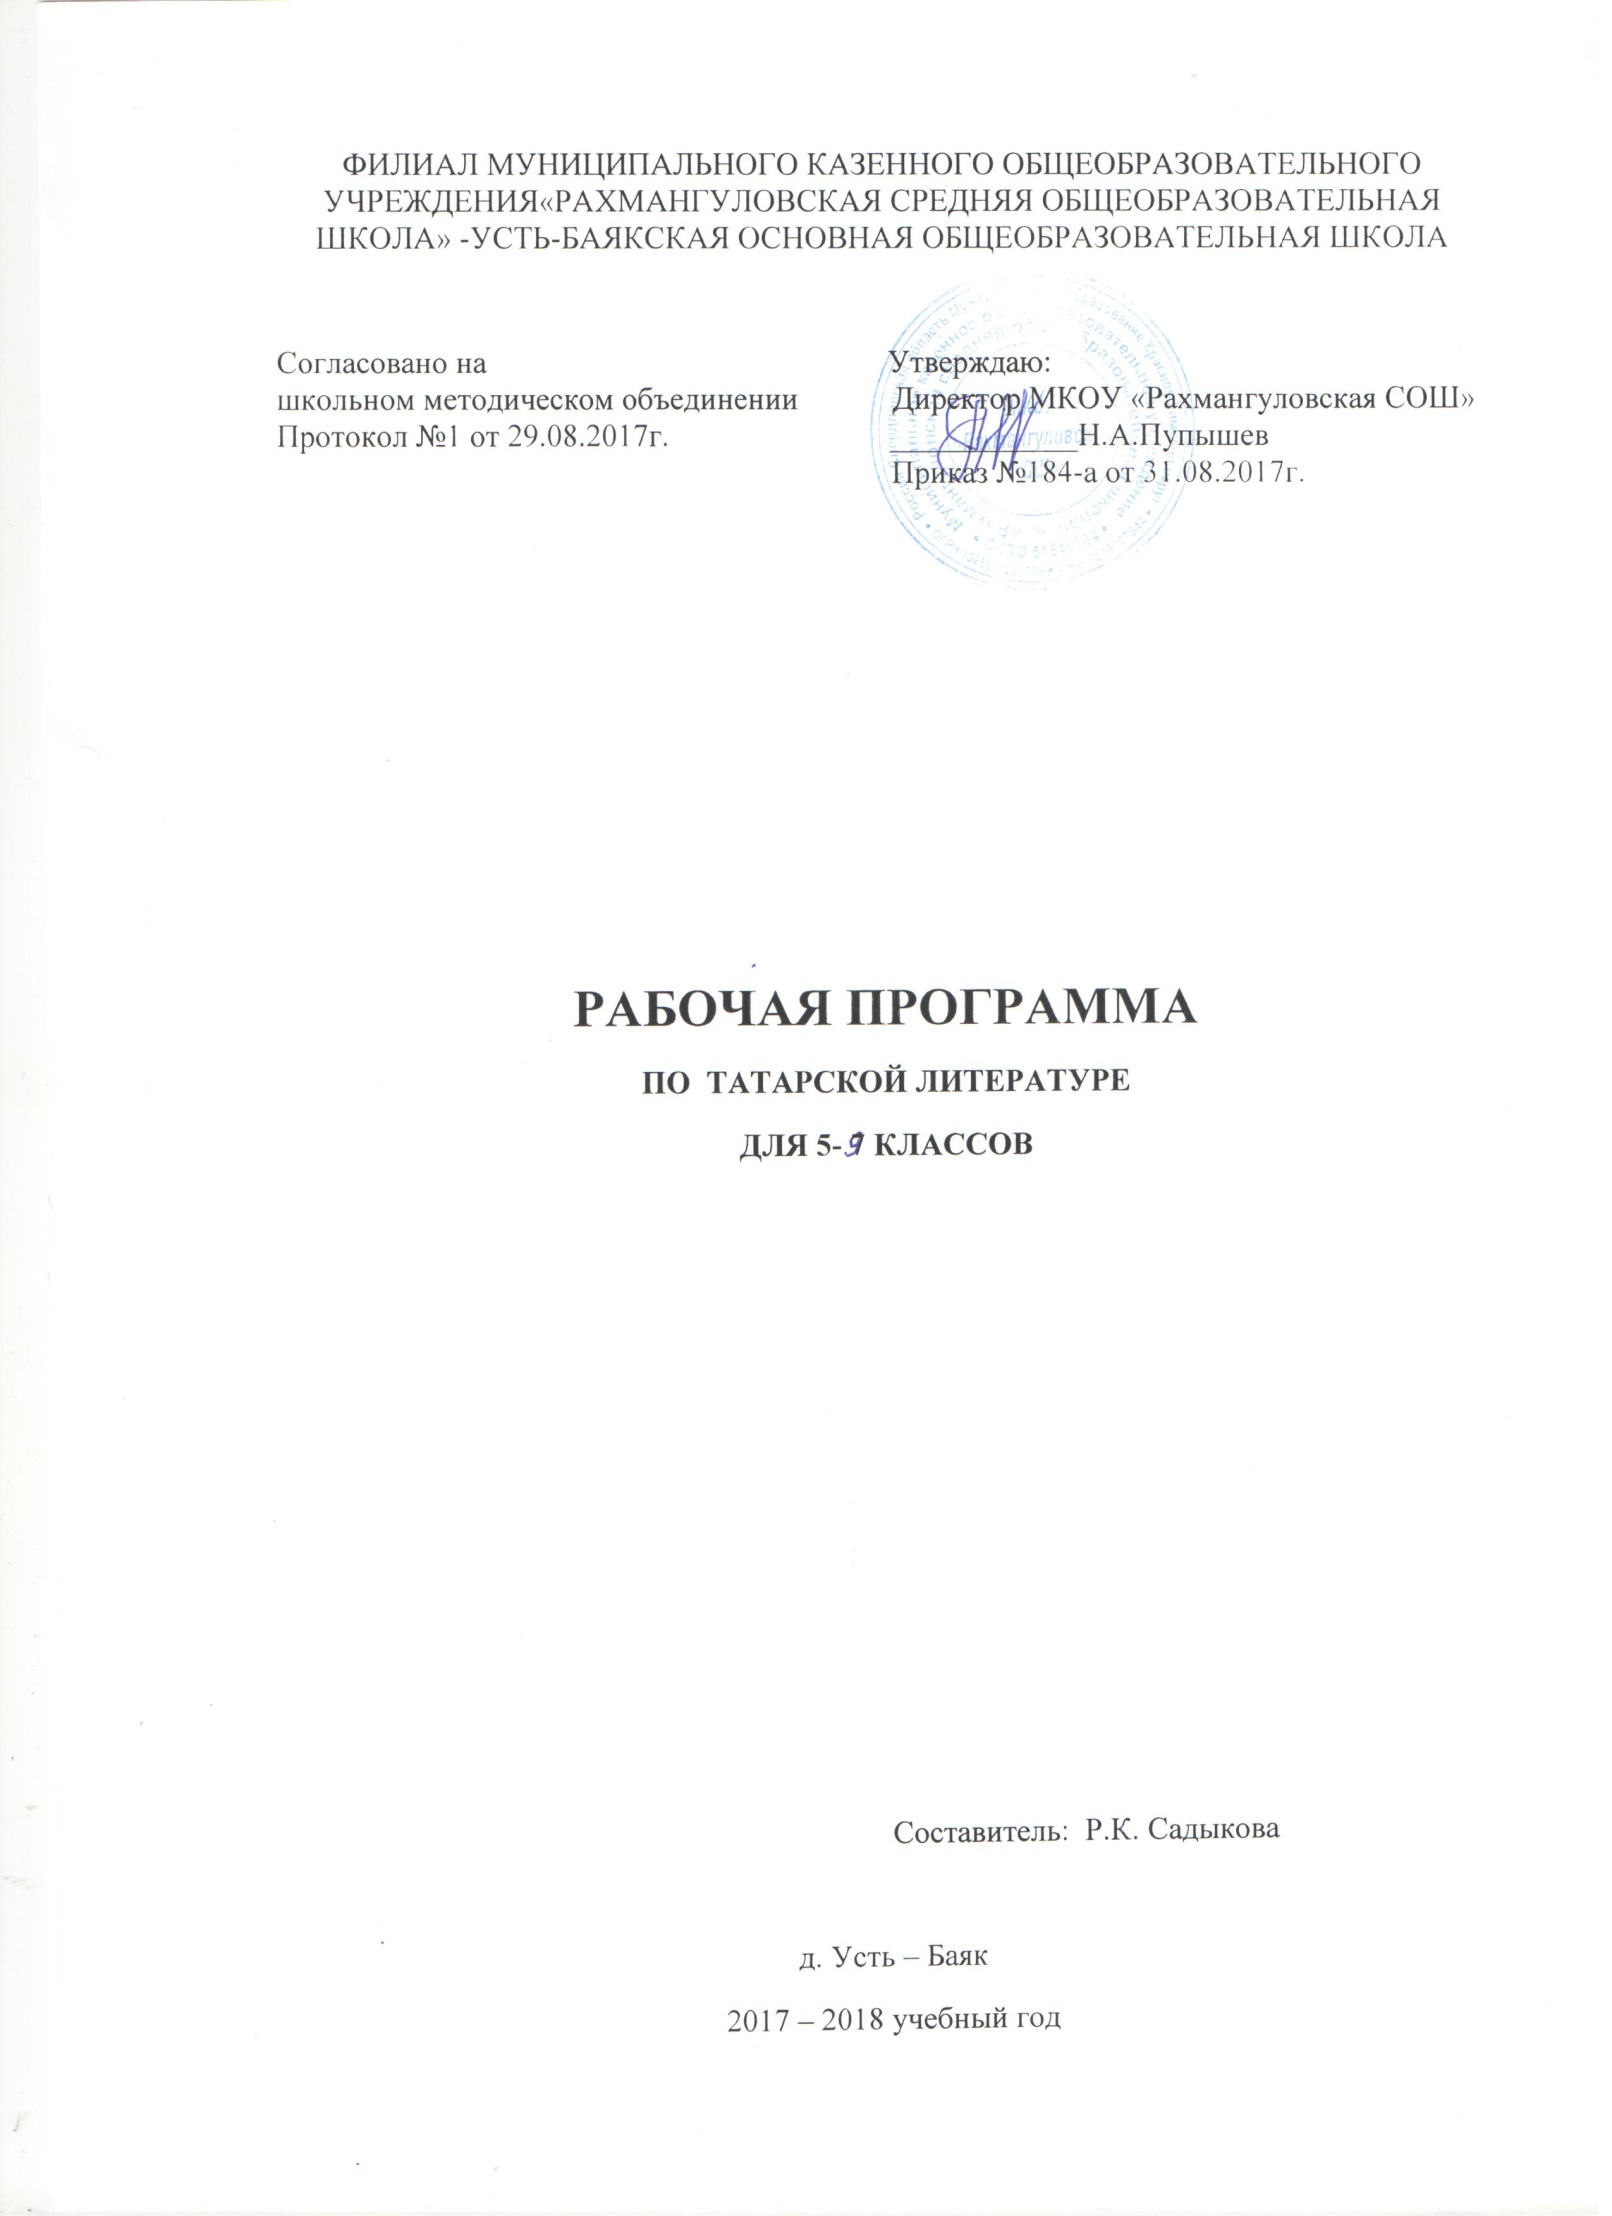 ФИЛИАЛ МУНИЦИПАЛЬНОГО КАЗЕННОГО ОБЩЕОБРАЗОВАТЕЛЬНОГО
УЧРЕЖДЕНИЯ«РАХМАНГУЛОВСКАЯ СРЕДНЯЯ ОБЩЕОБРАЗОВАТЕЛЬНАЯ
ШКОЛА» -УСТЬ-БАЯКСКАЯ ОСНОВНАЯ ОБЩЕОБРАЗОВАТЕЛЬНАЯ ШКОЛА
Согласовано на
школьном методическом объединении
Протокол №1 от 29.08.2017г.
Утверждаю:
Директор МКОУ «Рахмангуловская СОШ»
____________Н.А.Пупышев
Приказ №184-а от 31.08.2017г.
РАБОЧАЯ ПРОГРАММА
ПО ТАТАРСКОЙ ЛИТЕРАТУРЕ
ДЛЯ 5-9 КЛАССОВ
Составитель: Р.К. Садыкова
д. Усть – Баяк
2017 – 2018 учебный год